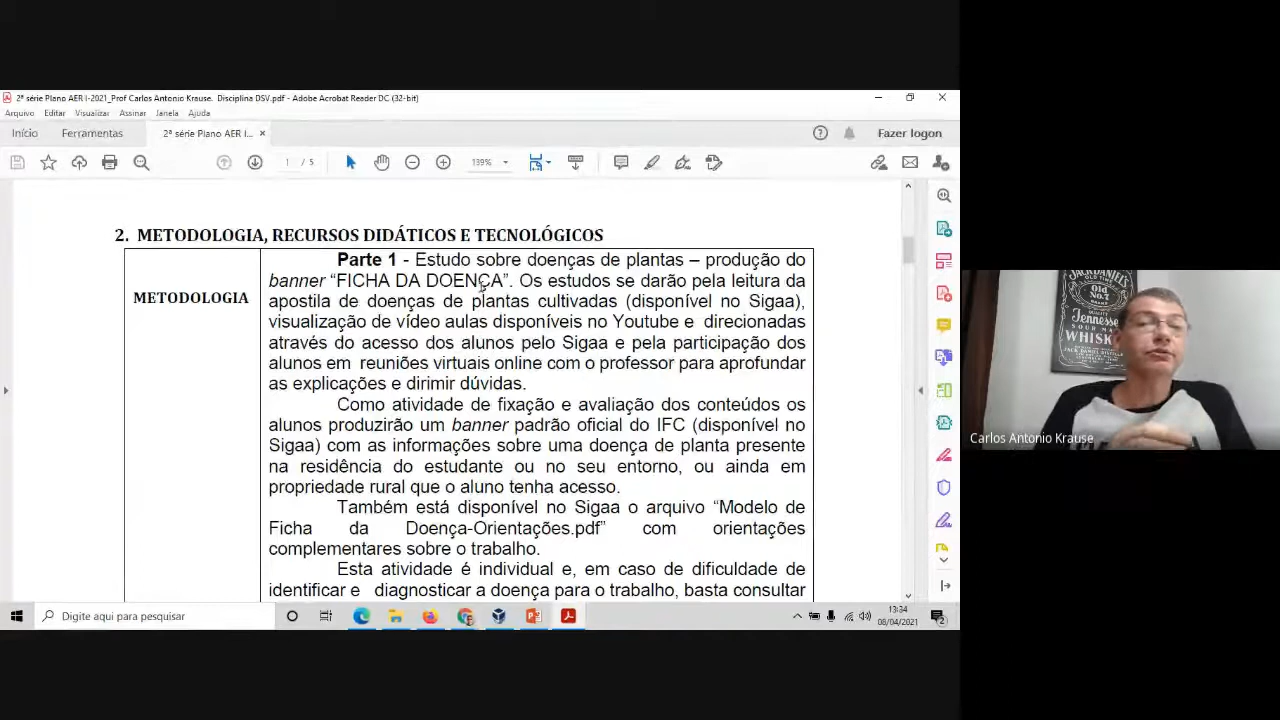 2ª série Plano AER I-2021_Prof Carlos Antonio Krause. Disciplina DSV.pdf - Adobe Acrobat Reader DC (32-bit)
Arquivo Editar Visualizar Assinar Janela Ajuda
Início Ferramentas 2ª série Plano AER I... × Fazer logon
1 / 5 139%
2. METODOLOGIA, RECURSOS DIDÁTICOS E TECNOLÓGICOS
METODOLOGIA
Parte 1 - Estudo sobre doenças de plantas – produção do
banner “FICHA DA DOENÇA”. Os estudos se darão pela leitura da
apostila de doenças de plantas cultivadas (disponível no Sigaa),
visualização de vídeo aulas disponíveis no Youtube e direcionadas
através do acesso dos alunos pelo Sigaa e pela participação dos
alunos em reuniões virtuais online com o professor para aprofundar
as explicações e dirimir dúvidas.
Como atividade de fixação e avaliação dos conteúdos os
alunos produzirão um banner padrão oficial do IFC (disponível no
Sigaa) com as informações sobre uma doença de planta presente
na residência do estudante ou no seu entorno, ou ainda em
propriedade rural que o aluno tenha acesso.
Também está disponível no Sigaa o arquivo “Modelo de
Ficha da Doença-Orientações.pdf” com orientações
complementares sobre o trabalho.
Esta atividade é individual e, em caso de dificuldade de
identificar e diagnosticar a doença para o trabalho, basta consultar
Digite aqui para pesquisar
13:34
08/04/2021
2
JACK DANIEL'S
Old
No.7
Tennessee
SOUR MASH
WHISK
Carlos Antonio Krause